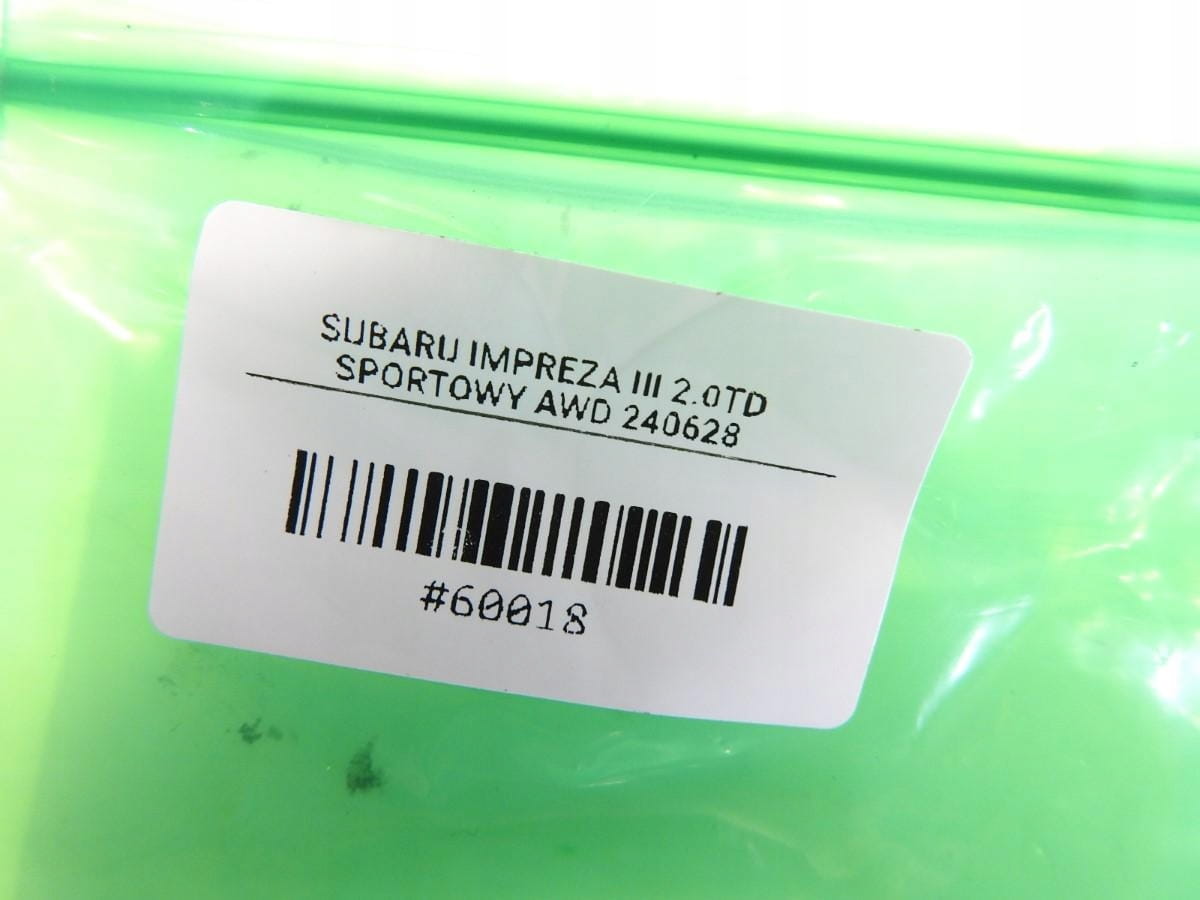 SUBARU IMPREZA III 2.0TD
SPORTOWY AWD 240628
#60018